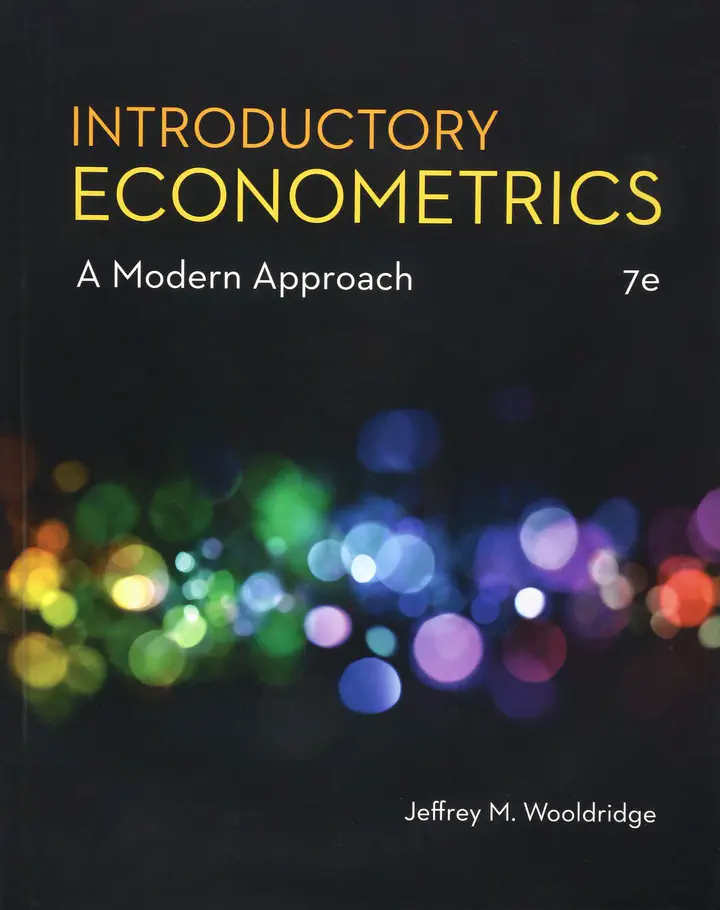 INTRODUCTORY
ECONOMETRICS
A Modern Approach 7e
Jeffrey M. Wooldridge